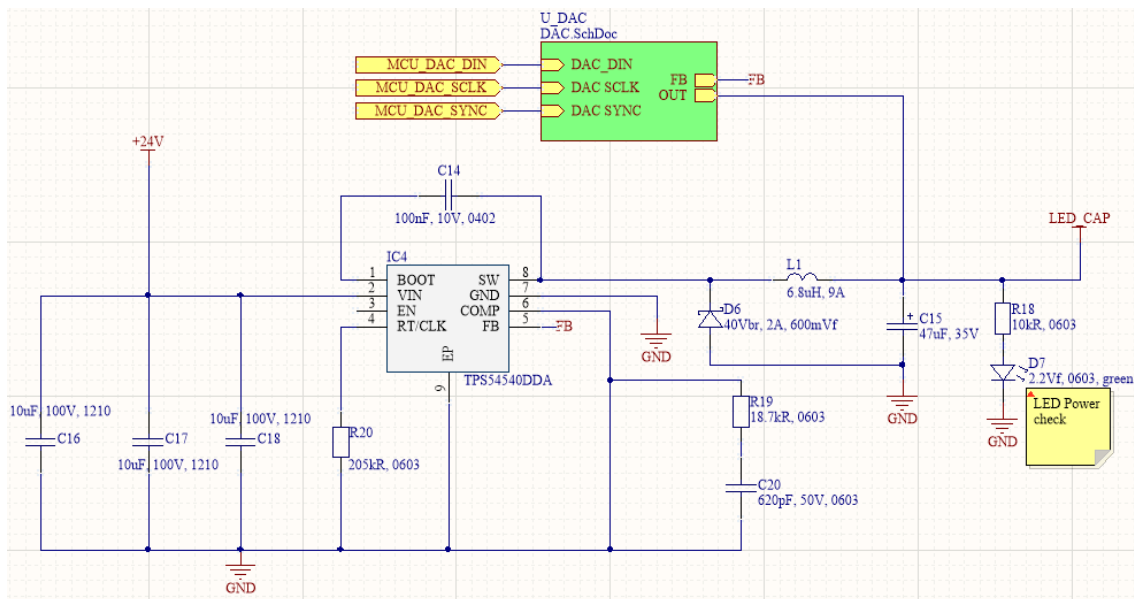 U_DAC
DAC.SchDoc
MCU_DAC_DIN
DAC_DIN
MCU_DAC_SCLK
DAC SCLK
MCU_DAC_SYNC
DAC SYNC
FB
FB
OUT
+24V
C14
100nF, 10V, 0402
LED_CAP
IC4
1
BOOT
SW
8
2
VIN
GND
7
3
EN
COMP
6
4
RT/CLK
FB
5
FB
EP
9
TPS54540DDA
L1
6.8uH, 9A
D6
40Vbr, 2A, 600mVf
GND
+
C15
47uF, 35V
GND
R18
10kR, 0603
D7
2.2Vf, 0603, green
GND
LED Power
check
10uF, 100V, 1210
C16
C17
10uF, 100V, 1210
10uF, 100V, 1210
C18
R20
205kR, 0603
R19
18.7kR, 0603
C20
620pF, 50V, 0603
GND